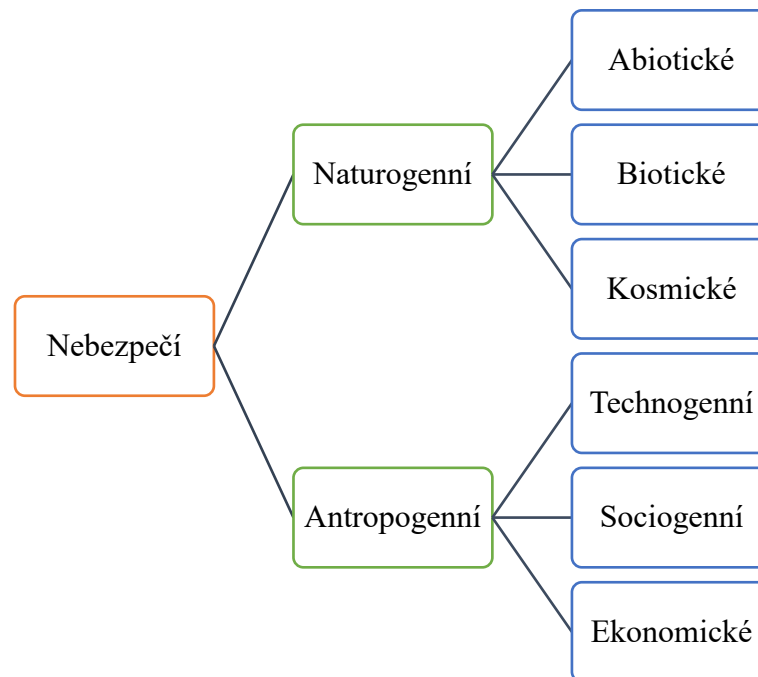 Nebezpečí
Naturogenní
Abiotické
Biotické
Kosmické
Antropogenní
Technogenní
Sociogenní
Ekonomické